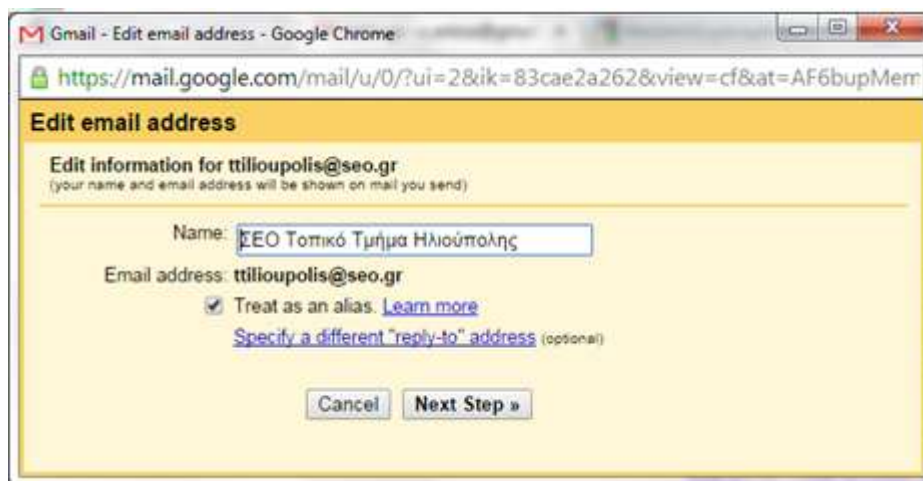 Gmail - Edit email address - Google Chrome
https://mail.google.com/mail/u/0/?ui=2&ik=83cae2a262&view=cf&at=AF6bupMem
Edit email address
Edit information for ttilioupolis@seo.gr
(your name and email address will be shown on mail you send)
Name: ΣΕΟ Τοπικό Τμήμα Ηλιούπολης
Email address: ttilioupolis@seo.gr
Treat as an alias. Learn more
Specify a different "reply-to" address (optional)
Cancel Next Step »